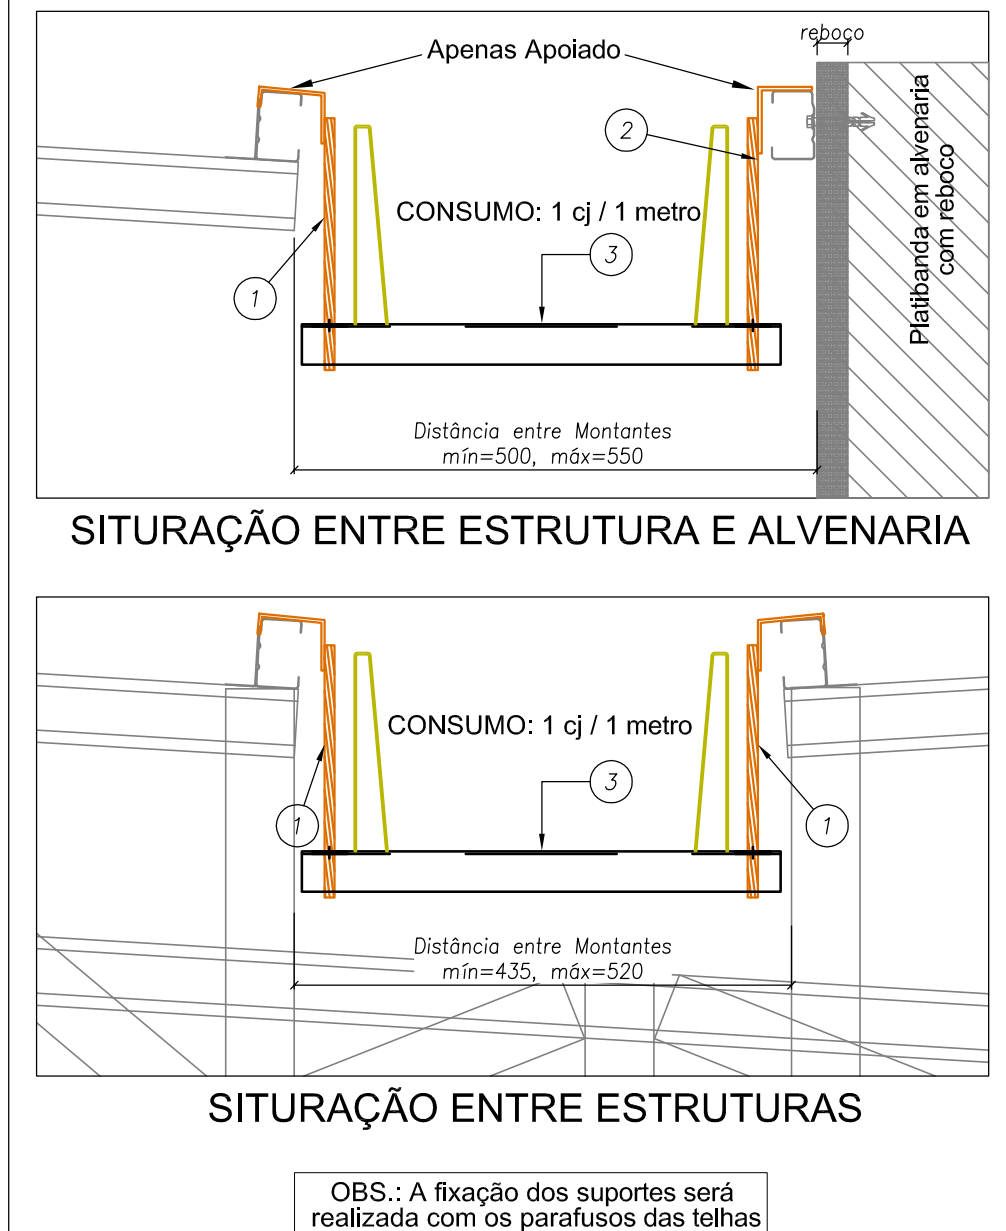 reboço
Apenas Apoiado
2
Platibanda em alvenaria
com reboco
CONSUMO: 1 cj / 1 metro
3
1
Distância entre Montantes
mín=500, máx=550
SITURAÇÃO ENTRE ESTRUTURA E ALVENARIA
CONSUMO: 1 cj / 1 metro
3
1
1
Distância entre Montantes
mín=435, máx=520
SITURAÇÃO ENTRE ESTRUTURAS
OBS.: A fixação dos suportes será
realizada com os parafusos das telhas